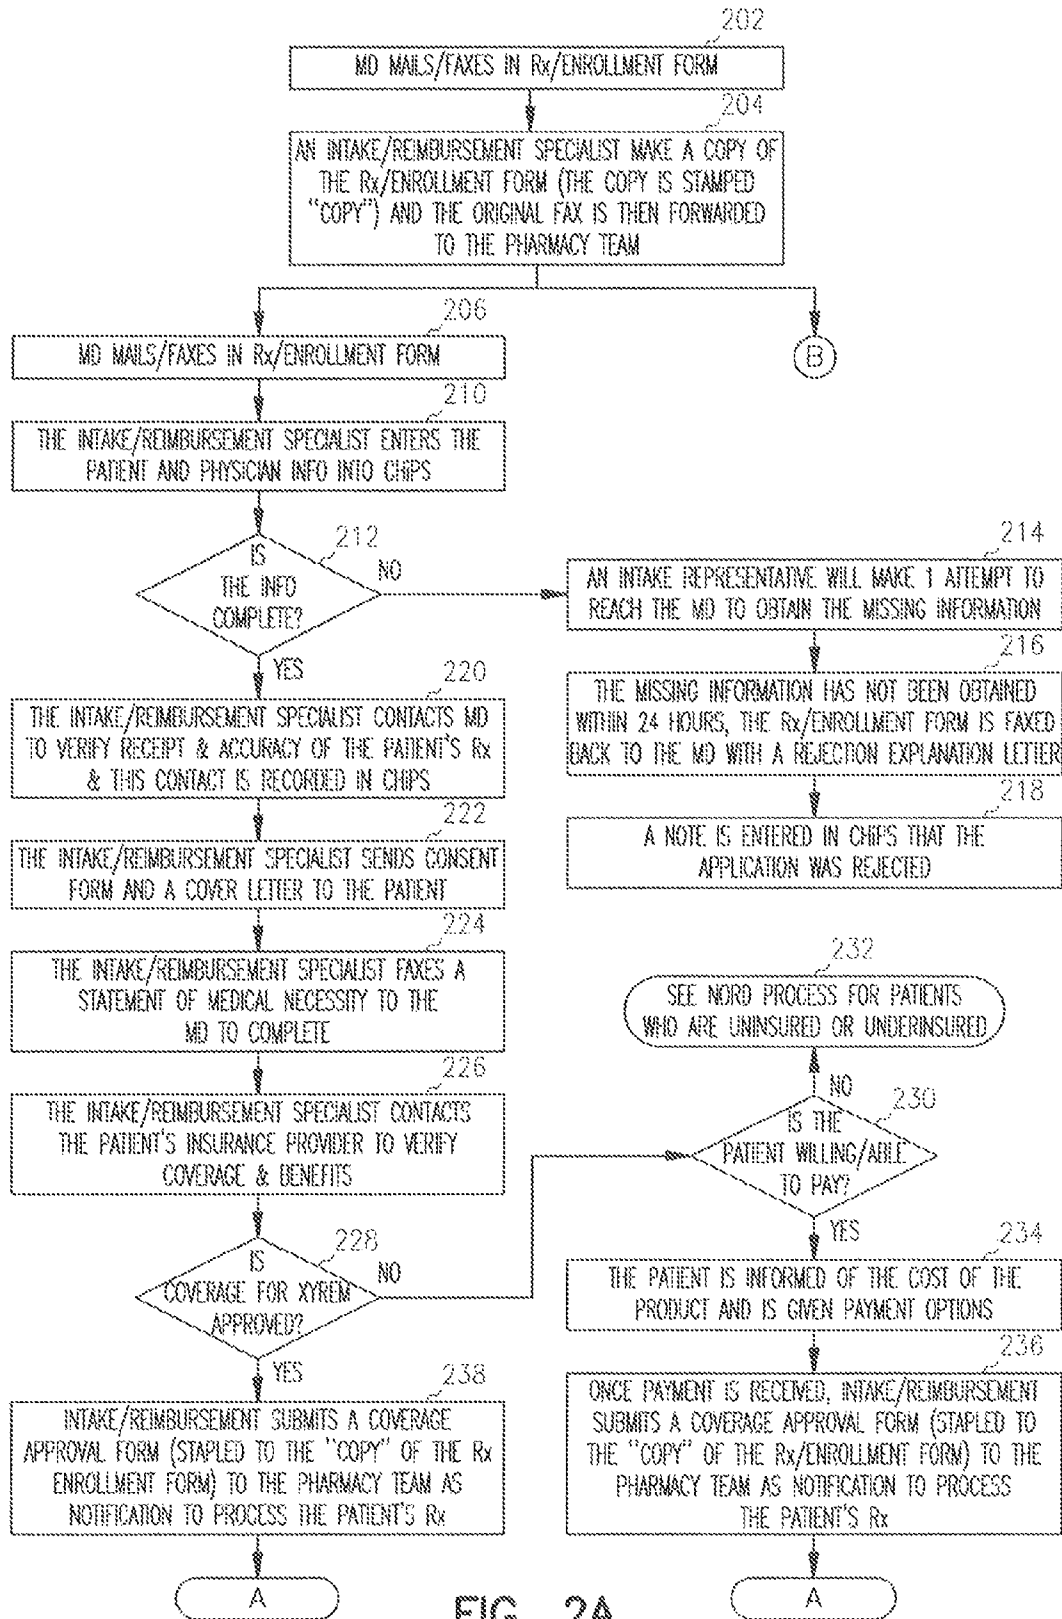 202
MD MAILS/FAXES IN Rx/ENROLLMENT FORM
204
AN INTAKE/REIMBURSEMENT SPECIALIST MAKE A COPY OF
THE Rx/ENROLLMENT FORM (THE COPY IS STAMPED
"COPY") AND THE ORIGINAL FAX IS THEN FORWARDED
TO THE PHARMACY TEAM
206
MD MAILS/FAXES IN Rx/ENROLLMENT FORM
B
210
THE INTAKE/REIMBURSEMENT SPECIALIST ENTERS THE
PATIENT AND PHYSICIAN INFO INTO CHIPS
212
IS
THE INFO
COMPLETE?
NO
YES
214
AN INTAKE REPRESENTATIVE WILL MAKE 1 ATTEMPT TO
REACH THE MD TO OBTAIN THE MISSING INFORMATION
216
THE MISSING INFORMATION HAS NOT BEEN OBTAINED
WITHIN 24 HOURS, THE Rx/ENROLLMENT FORM IS FAXED
BACK TO THE MD WITH A REJECTION EXPLANATION LETTER
218
A NOTE IS ENTERED IN CHIPS THAT THE
APPLICATION WAS REJECTED
220
THE INTAKE/REIMBURSEMENT SPECIALIST CONTACTS MD
TO VERIFY RECEIPT & ACCURACY OF THE PATIENT'S Rx
& THIS CONTACT IS RECORDED IN CHIPS
222
THE INTAKE/REIMBURSEMENT SPECIALIST SENDS CONSENT
FORM AND A COVER LETTER TO THE PATIENT
224
THE INTAKE/REIMBURSEMENT SPECIALIST FAXES A
STATEMENT OF MEDICAL NECESSITY TO THE
MD TO COMPLETE
226
THE INTAKE/REIMBURSEMENT SPECIALIST CONTACTS
THE PATIENT'S INSURANCE PROVIDER TO VERIFY
COVERAGE & BENEFITS
228
IS
COVERAGE FOR XYREM
APPROVED?
NO
YES
232
SEE NORD PROCESS FOR PATIENTS
WHO ARE UNINSURED OR UNDERINSURED
NO
230
IS THE
PATIENT WILLING/ABLE
TO PAY?
YES
234
THE PATIENT IS INFORMED OF THE COST OF THE
PRODUCT AND IS GIVEN PAYMENT OPTIONS
236
ONCE PAYMENT IS RECEIVED, INTAKE/REIMBURSEMENT
SUBMITS A COVERAGE APPROVAL FORM (STAPLED TO
THE "COPY" OF THE Rx/ENROLLMENT FORM) TO THE
PHARMACY TEAM AS NOTIFICATION TO PROCESS
THE PATIENT'S Rx
238
INTAKE/REIMBURSEMENT SUBMITS A COVERAGE
APPROVAL FORM (STAPLED TO THE "COPY" OF THE Rx
ENROLLMENT FORM) TO THE PHARMACY TEAM AS
NOTIFICATION TO PROCESS THE PATIENT'S Rx
A
A
FIG. 2A